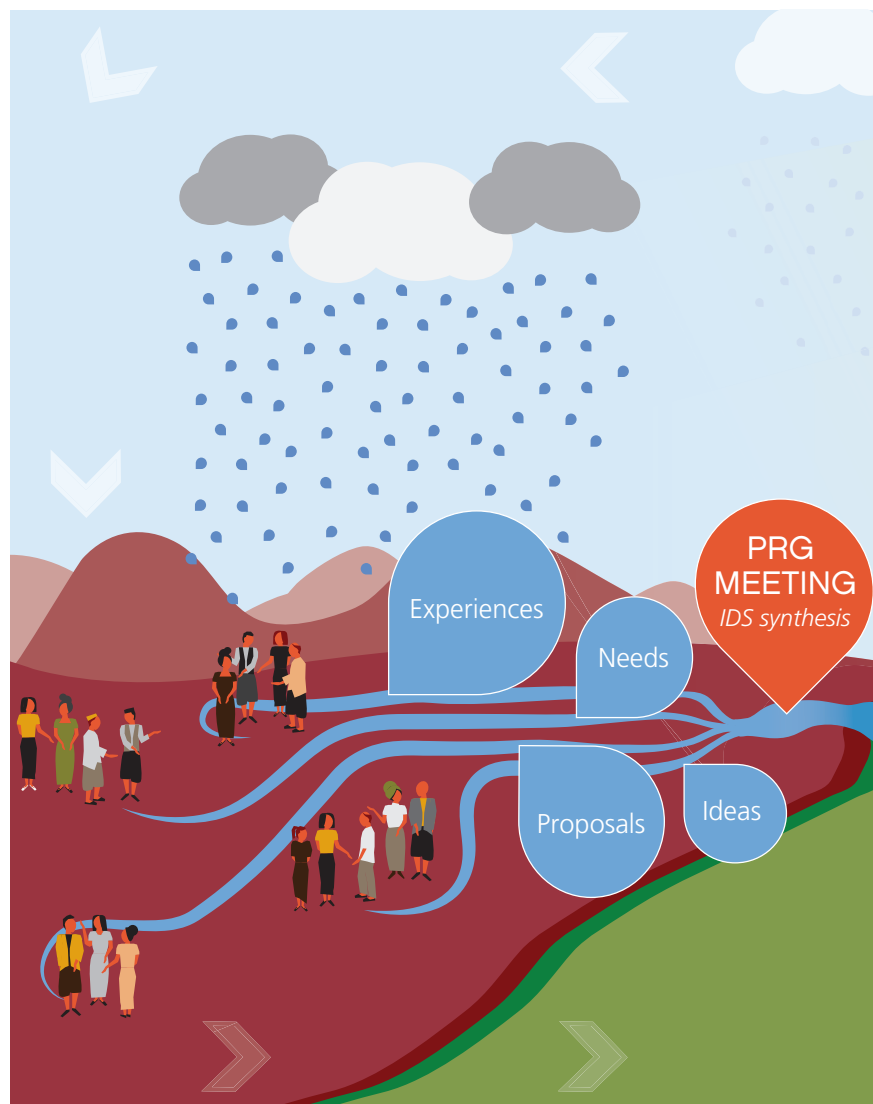 PRG
MEETING
IDS synthesis
Experiences
Needs
Proposals
Ideas